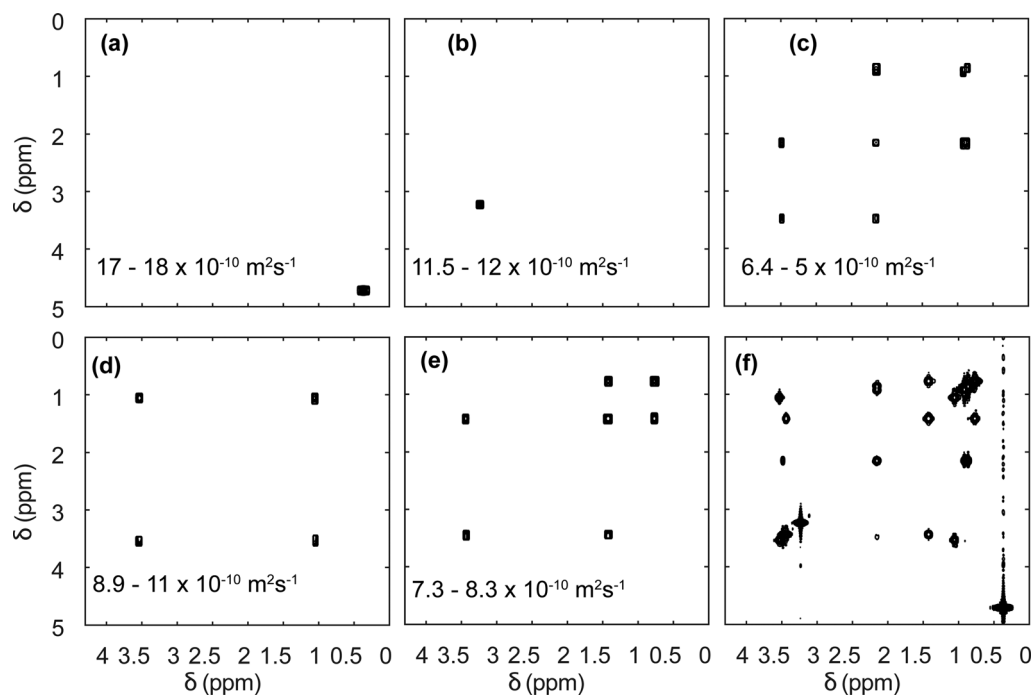 (a)
(b)
(c)
0
1
2
3
4
5
δ (ppm)
17 - 18 x 10⁻¹⁰ m²s⁻¹
11.5 - 12 x 10⁻¹⁰ m²s⁻¹
6.4 - 5 x 10⁻¹⁰ m²s⁻¹
(d)
(e)
(f)
0
1
2
3
4
5
δ (ppm)
8.9 - 11 x 10⁻¹⁰ m²s⁻¹
7.3 - 8.3 x 10⁻¹⁰ m²s⁻¹
4 3.5 3 2.5 2 1.5 1 0.5 0
4 3.5 3 2.5 2 1.5 1 0.5 0
4 3.5 3 2.5 2 1.5 1 0.5 0
δ (ppm)
δ (ppm)
δ (ppm)